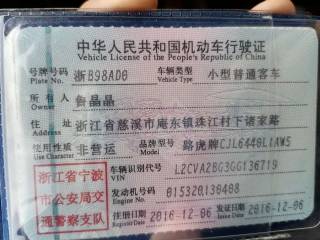 中华人民共和国机动车行驶证
Vehicle License of the People's Republic of China
号牌号码 Plate No. 浙B98AD0 车辆类型 Vehicle Type 小型普通客车
所有人 Owner 鲁晶晶
住址 Address 浙江省慈溪市庵东镇珠江村下诸家路
使用性质 Use Character 非营运 品牌型号 Model 路虎牌CJL6440L1AWS
浙江省宁波市公安局交通警察支队
车辆识别代号 VIN L2CVA2BG3GG136719
发动机号码 Engine No. 015320130408
注册日期 Register Date 2016-12-06 发证日期 Issue Date 2016-12-06